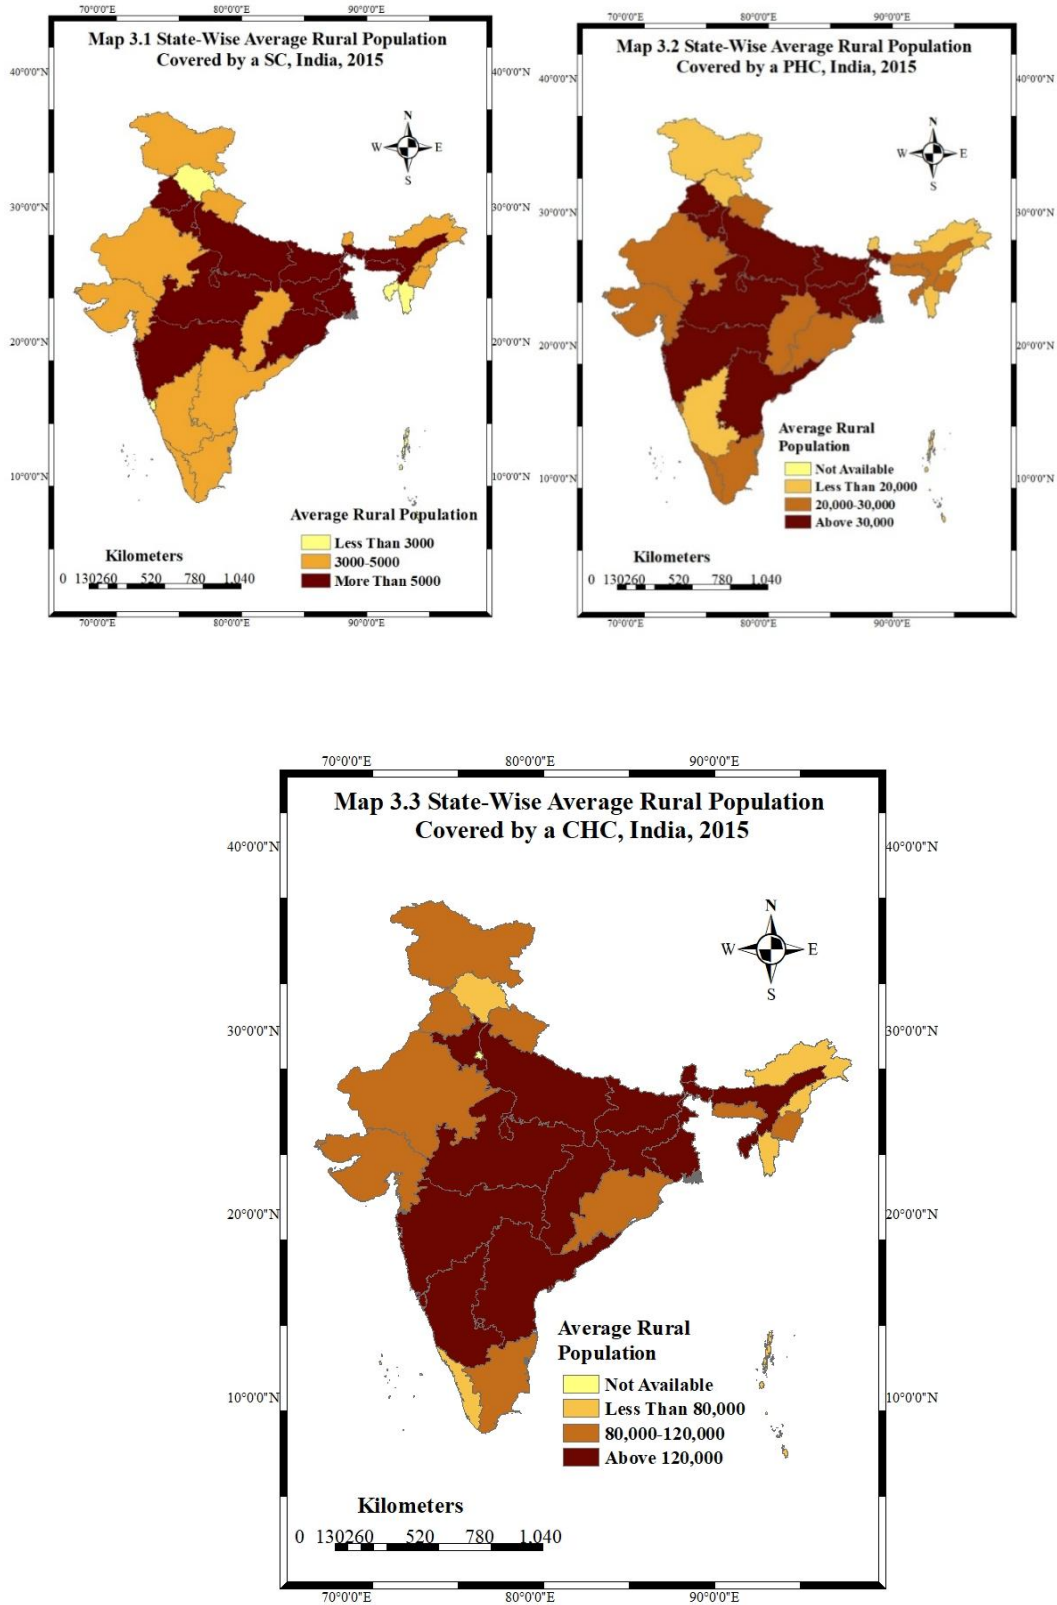 70°0'0"E 80°0'0"E 90°0'0"E
Map 3.1 State-Wise Average Rural Population
Covered by a SC, India, 2015
40°0'0"N 40°0'0"N
N
W E
S
30°0'0"N 30°0'0"N
20°0'0"N 20°0'0"N
10°0'0"N 10°0'0"N
Average Rural Population
Less Than 3000
3000-5000
More Than 5000
Kilometers
0 130260 520 780 1,040
70°0'0"E 80°0'0"E 90°0'0"E
70°0'0"E 80°0'0"E 90°0'0"E
Map 3.2 State-Wise Average Rural Population
Covered by a PHC, India, 2015
40°0'0"N 40°0'0"N
N
W E
S
30°0'0"N 30°0'0"N
20°0'0"N 20°0'0"N
Average Rural
Population
Not Available
Less Than 20,000
20,000-30,000
Above 30,000
10°0'0"N 10°0'0"N
Kilometers
0 130260 520 780 1,040
70°0'0"E 80°0'0"E 90°0'0"E
70°0'0"E 80°0'0"E 90°0'0"E
Map 3.3 State-Wise Average Rural Population
Covered by a CHC, India, 2015
40°0'0"N 40°0'0"N
N
W E
S
30°0'0"N 30°0'0"N
20°0'0"N 20°0'0"N
Average Rural
Population
Not Available
Less Than 80,000
80,000-120,000
Above 120,000
10°0'0"N 10°0'0"N
Kilometers
0 130260 520 780 1,040
70°0'0"E 80°0'0"E 90°0'0"E